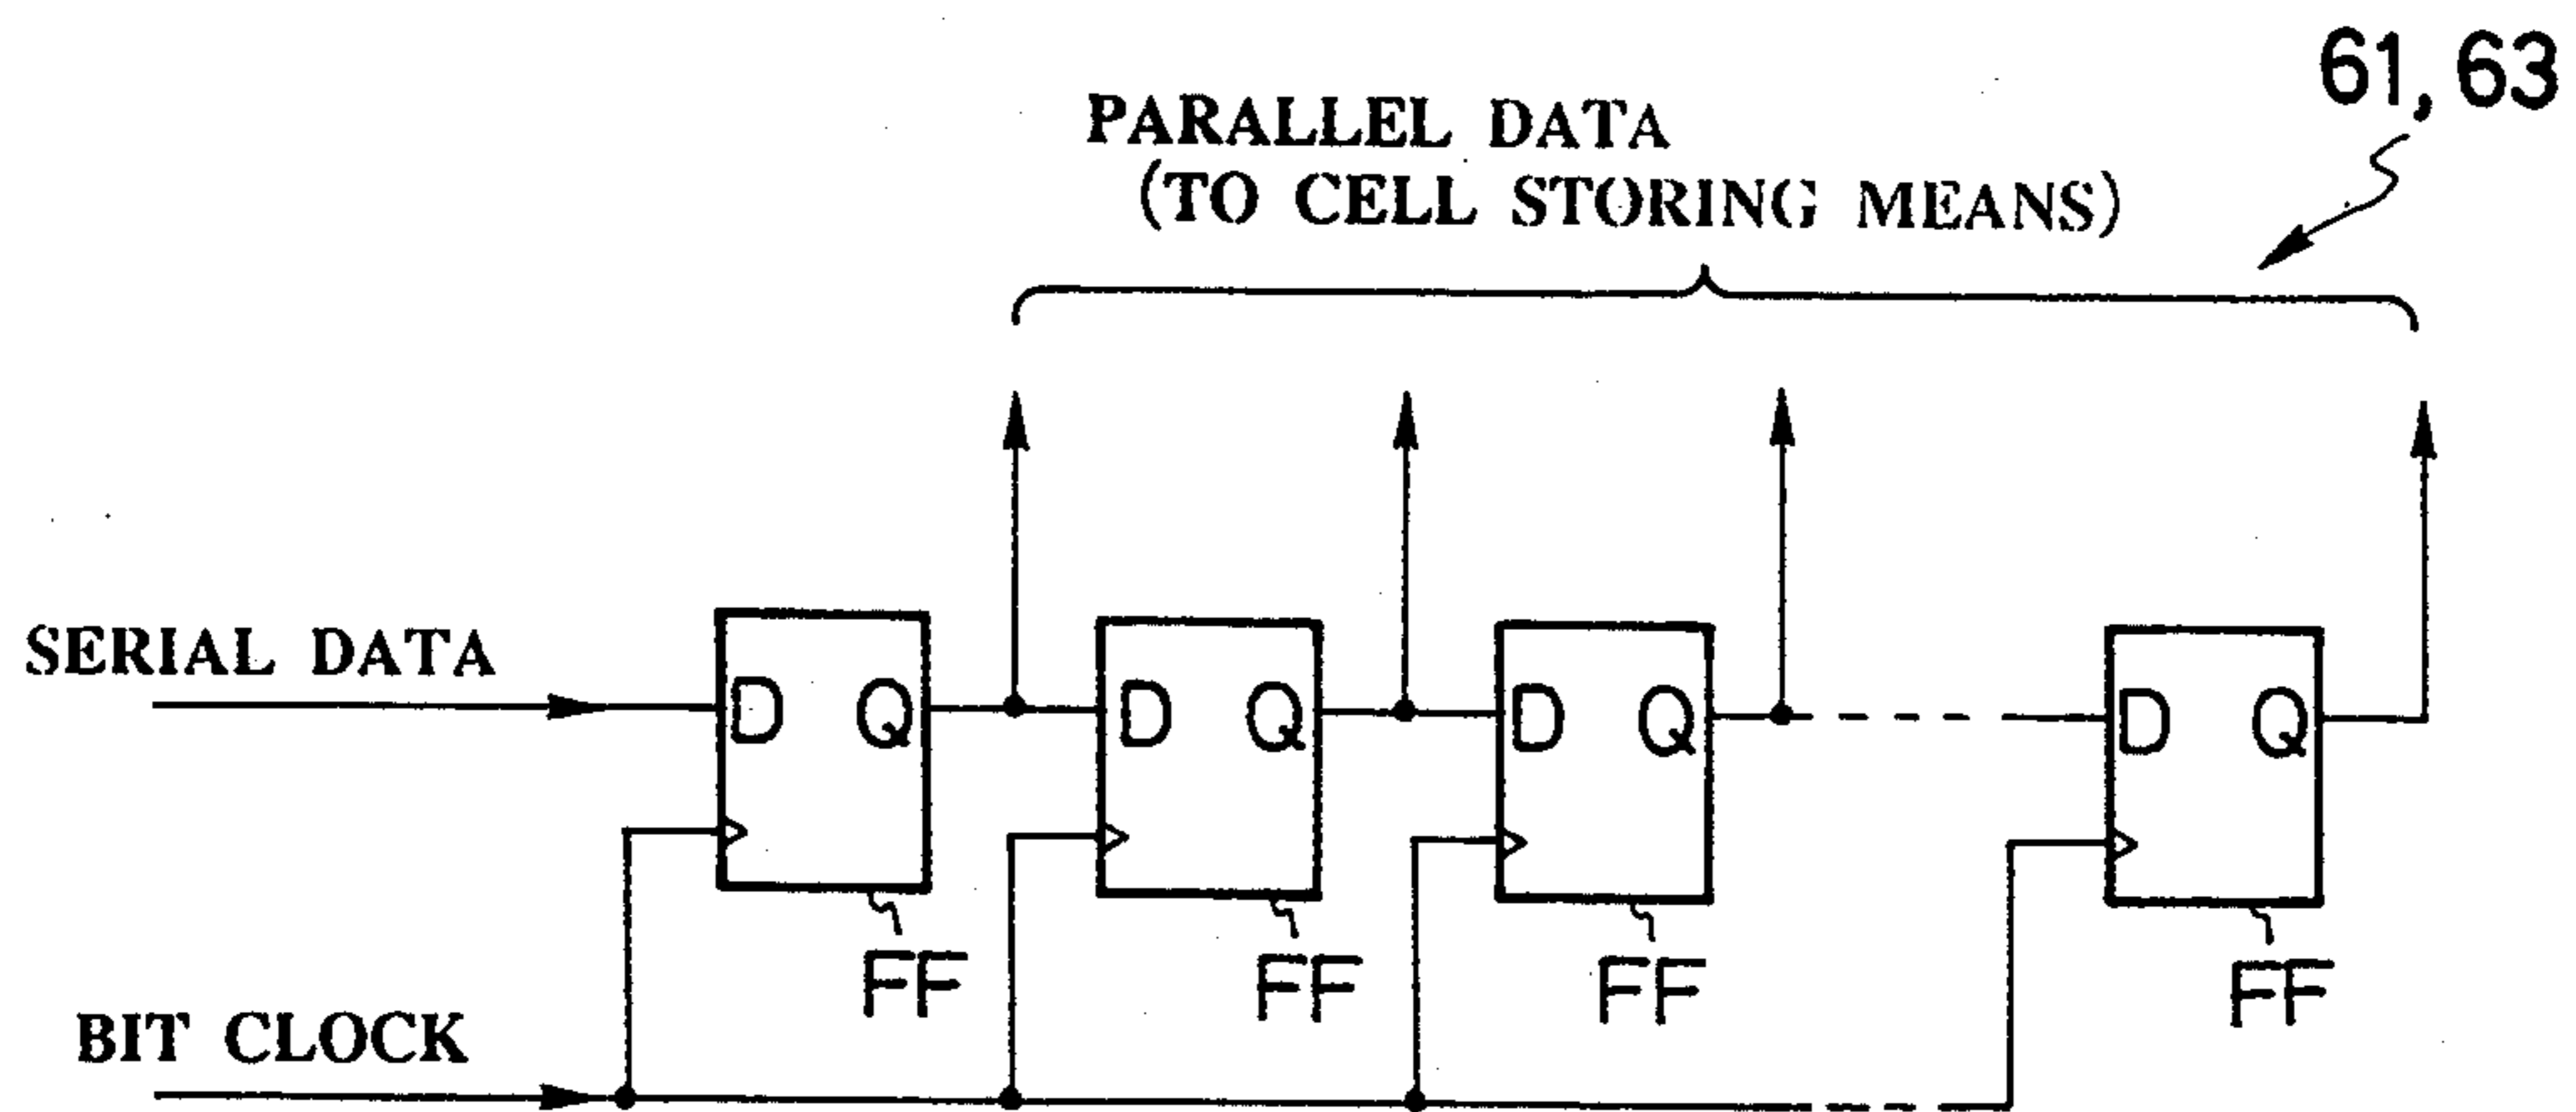 61, 63
PARALLEL DATA
(TO CELL STORING MEANS)
SERIAL DATA
D Q D Q D Q D Q
FF FF FF FF
BIT CLOCK